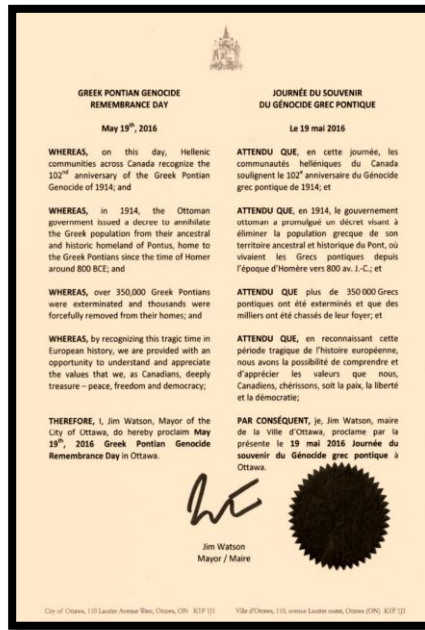 GREEK PONTIAN GENOCIDE
REMEMBRANCE DAY
May 19th, 2016
WHEREAS, on this day, Hellenic
communities across Canada recognize the
102nd anniversary of the Greek Pontian
Genocide of 1914; and
WHEREAS, in 1914, the Ottoman
government issued a decree to annihilate
the Greek population from their ancestral
and historic homeland of Pontus, home to
the Greek Pontians since the time of Homer
around 800 BCE; and
WHEREAS, over 350,000 Greek Pontians
were exterminated and thousands were
forcefully removed from their homes; and
WHEREAS, by recognizing this tragic time in
European history, we are provided with an
opportunity to understand and appreciate
the values that we, as Canadians, deeply
treasure – peace, freedom and democracy;
THEREFORE, I, Jim Watson, Mayor of the
City of Ottawa, do hereby proclaim May
19th, 2016 Greek Pontian Genocide
Remembrance Day in Ottawa.
JOURNÉE DU SOUVENIR
DU GÉNOCIDE GREC PONTIQUE
Le 19 mai 2016
ATTENDU QUE, en cette journée, les
communautés helléniques du Canada
soulignent le 102e anniversaire du Génocide
grec pontique de 1914; et
ATTENDU QUE, en 1914, le gouvernement
ottoman a promulgué un décret visant à
éliminer la population grecque de son
territoire ancestral et historique du Pont, où
vivaient les Grecs pontiques depuis
l'époque d'Homère vers 800 av. J.-C.; et
ATTENDU QUE plus de 350 000 Grecs
pontiques ont été exterminés et que des
milliers ont été chassés de leur foyer; et
ATTENDU QUE, en reconnaissant cette
période tragique de l'histoire européenne,
nous avons la possibilité de comprendre et
d'apprécier les valeurs que nous,
Canadiens, chérissons, soit la paix, la liberté
et la démocratie;
PAR CONSÉQUENT, je, Jim Watson, maire
de la Ville d'Ottawa, proclame par la
présente le 19 mai 2016 Journée du
souvenir du Génocide grec pontique à
Ottawa.
Jim Watson
Mayor / Maire
City of Ottawa, 110 Laurier Avenue West, Ottawa, ON K1P 1J1
Ville d'Ottawa, 110, avenue Laurier ouest, Ottawa (ON) K1P 1J1